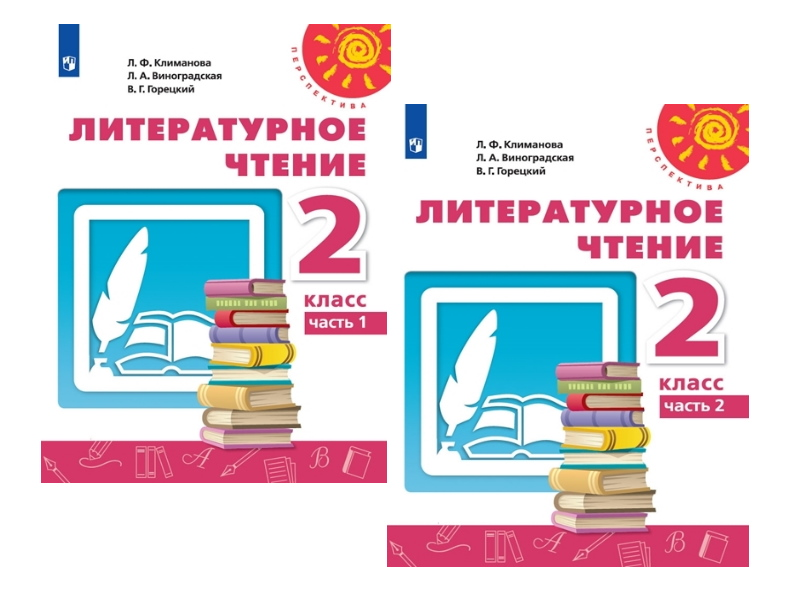 Л. Ф. Климанова
Л. А. Виноградская
В. Г. Горецкий
ПЕРСПЕКТИВА
ЛИТЕРАТУРНОЕ
ЧТЕНИЕ
2
класс
часть 1
А
В
Л. Ф. Климанова
Л. А. Виноградская
В. Г. Горецкий
ПЕРСПЕКТИВА
ЛИТЕРАТУРНОЕ
ЧТЕНИЕ
2
класс
часть 2
А
В